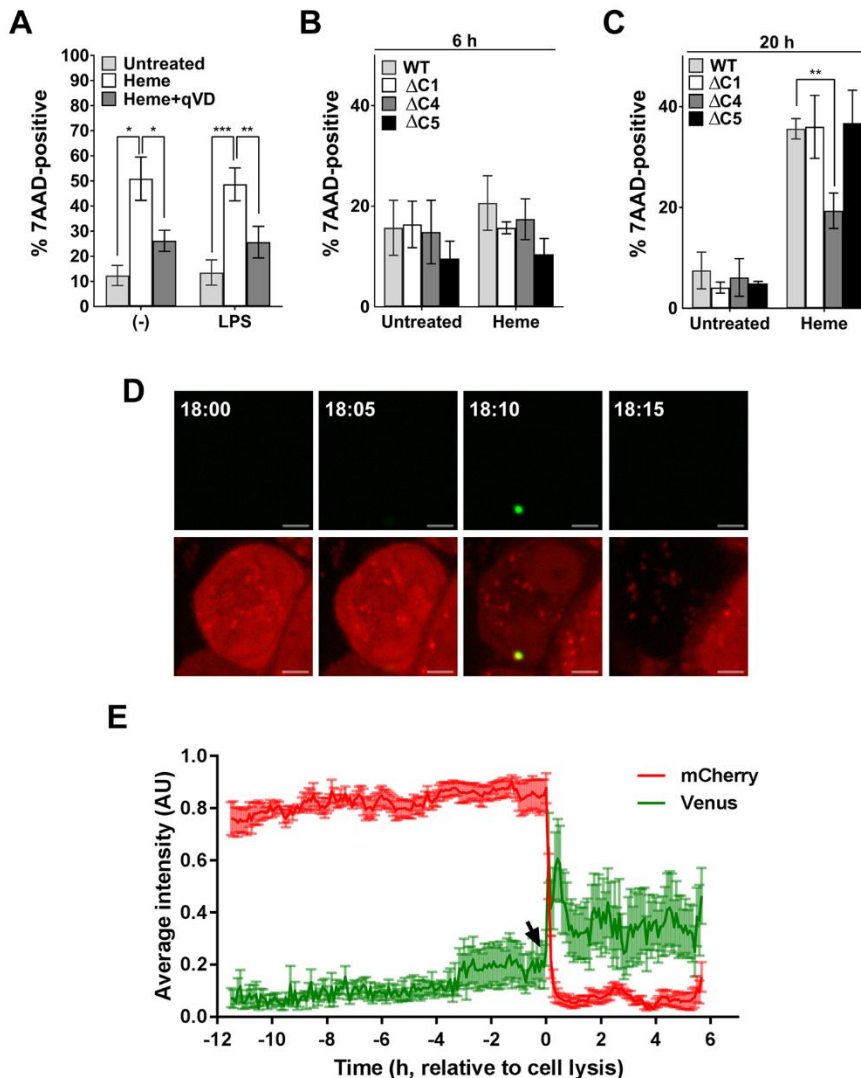 A
Untreated
Heme
Heme+qVD
100
90
80
70
60
50
40
30
20
10
0
% 7AAD-positive
*
*
***
**
(-)
LPS
B
6 h
WT
ΔC1
ΔC4
ΔC5
40
20
0
% 7AAD-positive
Untreated
Heme
C
20 h
WT
ΔC1
ΔC4
ΔC5
**
40
20
0
% 7AAD-positive
Untreated
Heme
D
18:00
18:05
18:10
18:15
E
mCherry
Venus
1.0
0.8
0.6
0.4
0.2
0.0
Average intensity (AU)
-12
-10
-8
-6
-4
-2
0
2
4
6
Time (h, relative to cell lysis)